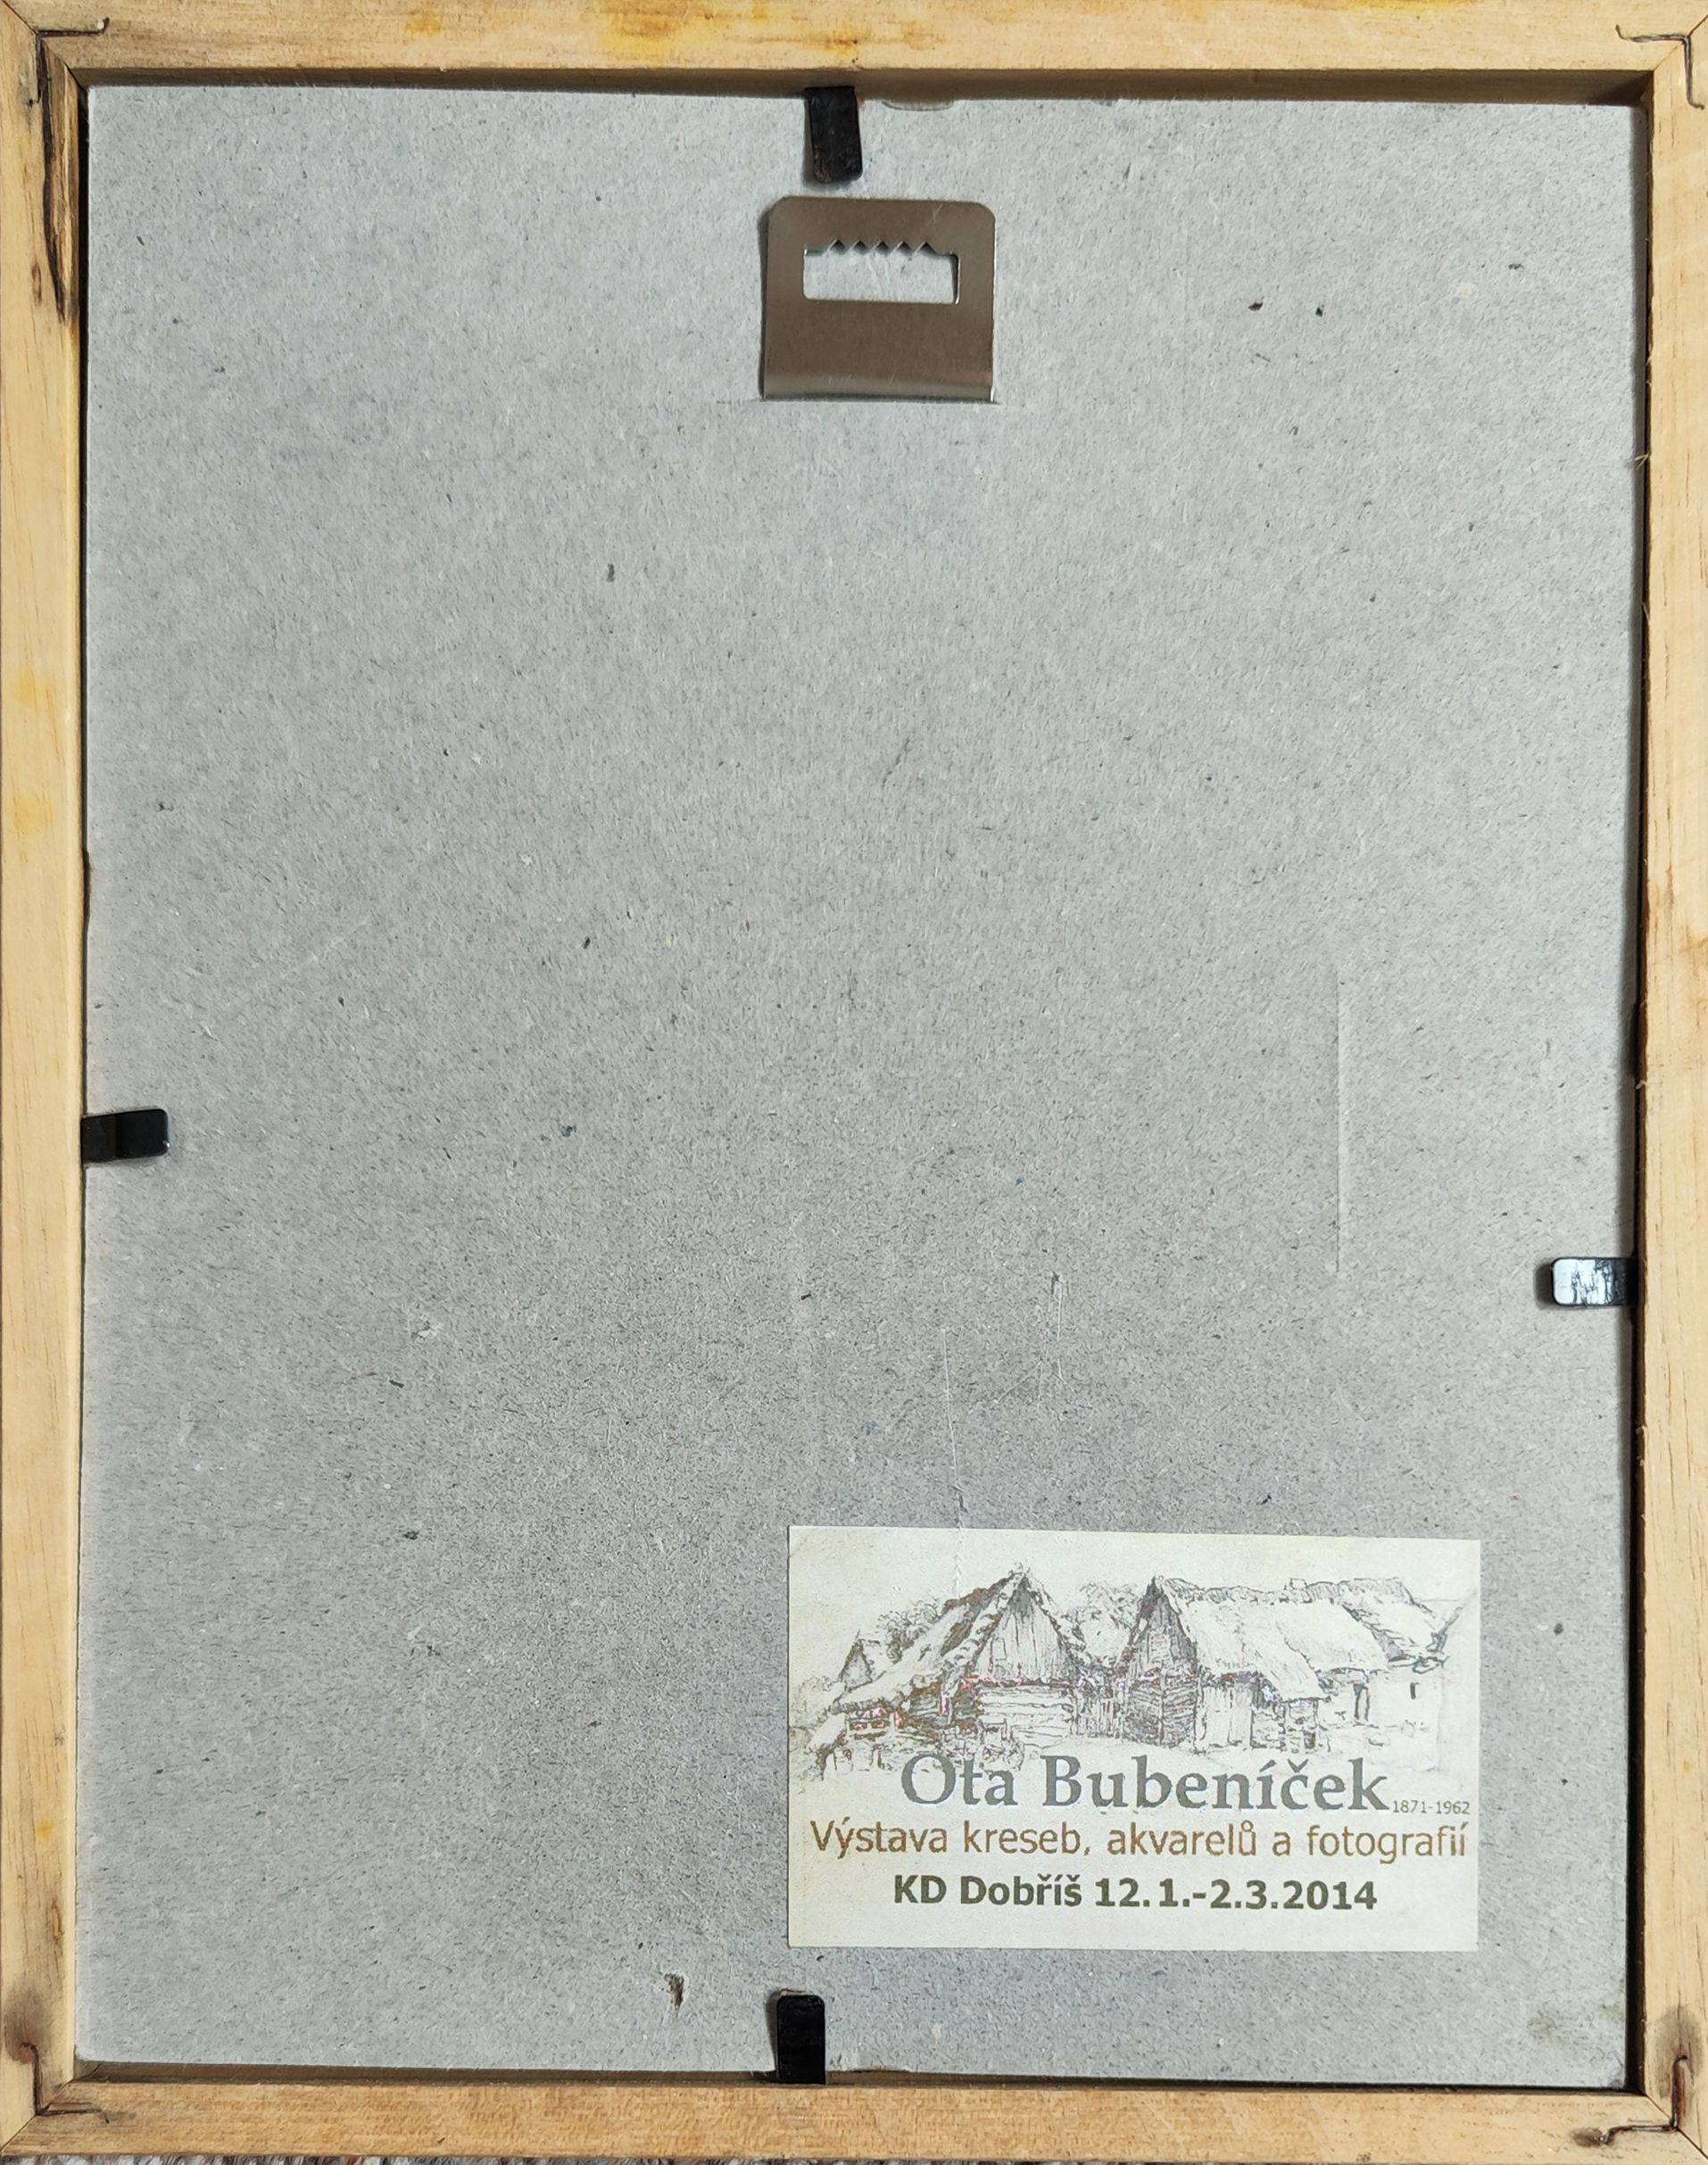 Ota Bubeníček 1871-1962
Výstava kreseb, akvarelů a fotografií
KD Dobříš 12.1.-2.3.2014